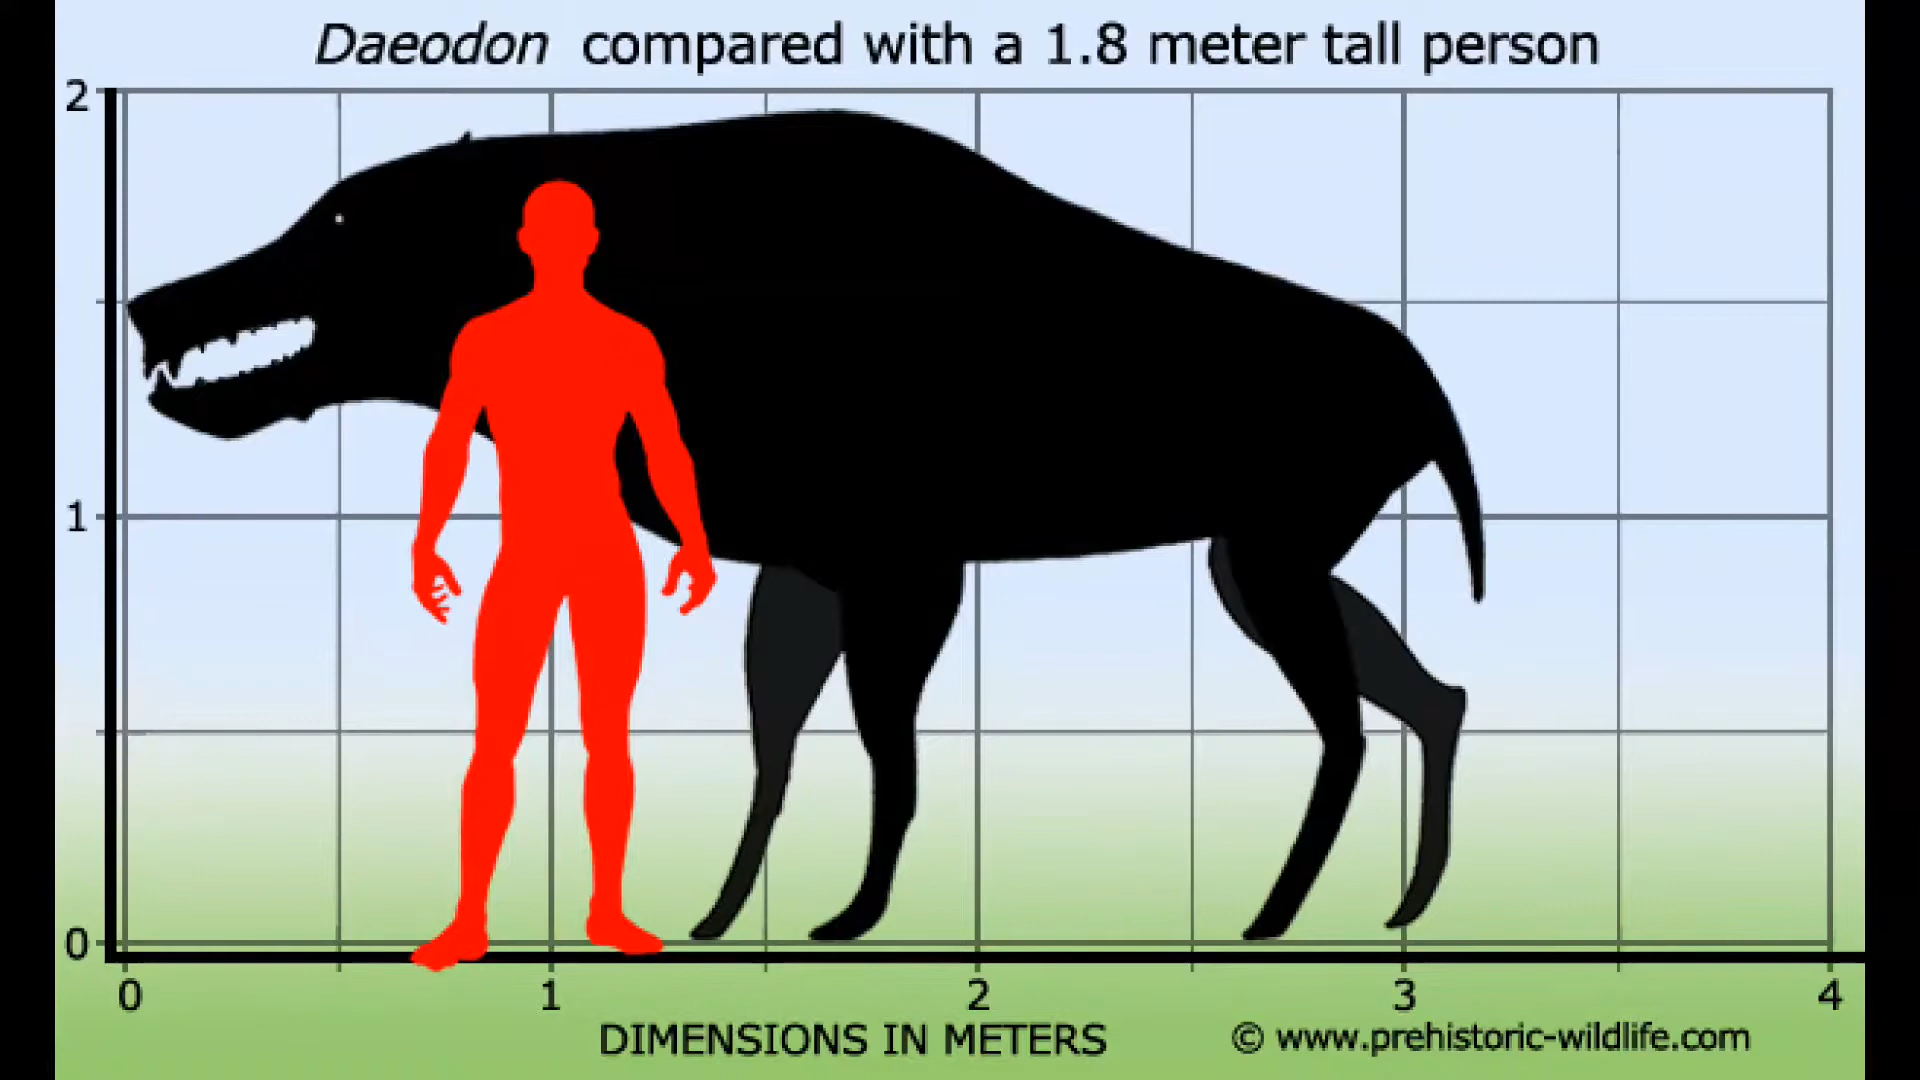 Daeodon compared with a 1.8 meter tall person
2
1
0
0 1 2 3 4
DIMENSIONS IN METERS © www.prehistoric-wildlife.com